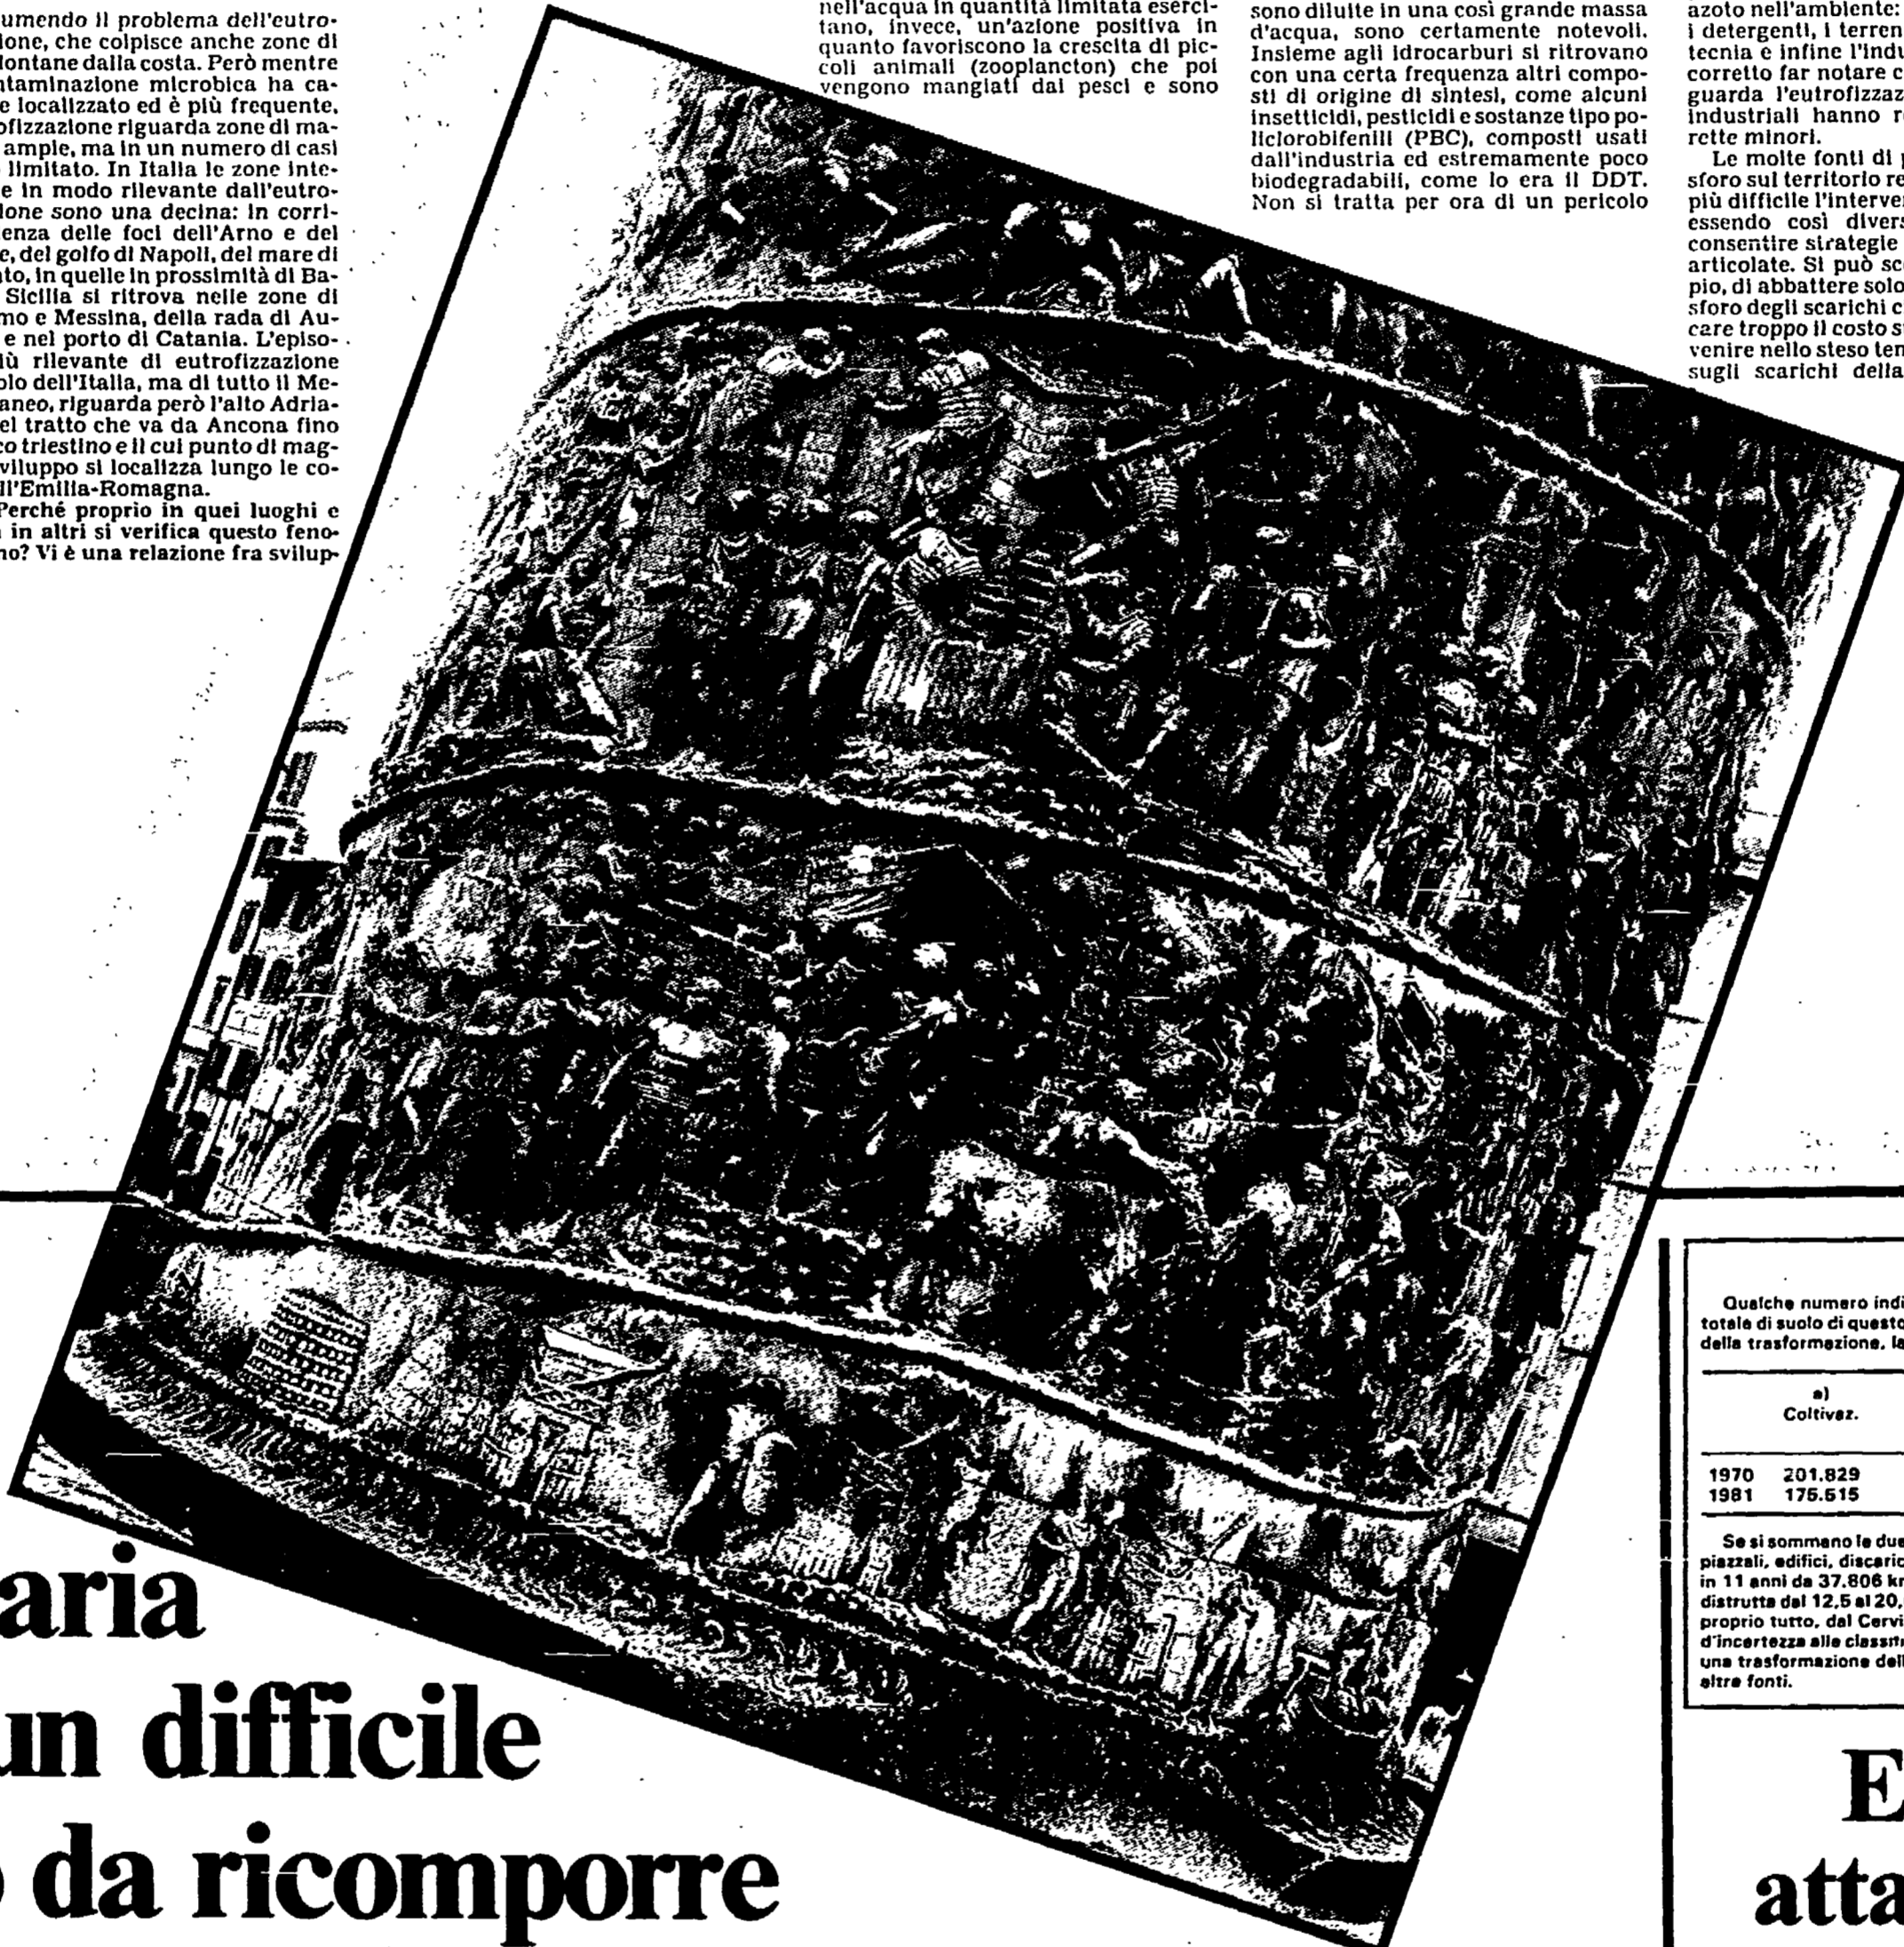 umendo il problema dell'eutro-
ione, che colpisce anche zone di
lontane dalla costa. Però mentre
ntaminazione microbica ha ca-
e localizzato ed è più frequente,
ofizzazione riguarda zone di ma-
ample, ma in un numero di casi
limitato. In Italia le zone inte-
e in modo rilevante dall'eutro-
ione sono una decina: in corri-
enza delle foci dell'Arno e del
e, del golfo di Napoli, del mare di
nto, in quelle in prossimità di Ba-
Sicilia si ritrova nelle zone di
mo e Messina, della rada di Au-
e nel porto di Catania. L'episo-
iù rilevante di eutrofizzazione
olo dell'Italia, ma di tutto il Me-
aneo, riguarda però l'alto Adria-
el tratto che va da Ancona fino
co triestino e il cui punto di mag-
viluppo si localizza lungo le co-
ll'Emilia-Romagna.
Perché proprio in quei luoghi e
in altri si verifica questo feno-
no? Vi è una relazione fra svilup-
nell'acqua in quantità limitata eserci-
tano, invece, un'azione positiva in
quanto favoriscono la crescita di pic-
coli animali (zooplancton) che poi
vengono mangiati dai pesci e sono
sono diluite in una così grande massa
d'acqua, sono certamente notevoli.
Insieme agli idrocarburi si ritrovano
con una certa frequenza altri compo-
sti di origine di sintesi, come alcuni
insetticidi, pesticidi e sostanze tipo po-
liclorobifenili (PBC), composti usati
dall'industria ed estremamente poco
biodegradabili, come lo era il DDT.
Non si tratta per ora di un pericolo
azoto nell'ambiente:
i detergenti, i terren
tecnia e infine l'indu
corretto far notare c
guarda l'eutrofizzaz
industriali hanno r
rette minori.
Le molte fonti di
sforo sul territorio re
più difficile l'interve
essendo così divers
consentire strategie
articolate. Si può sc
pio, di abbattere solo
sforo degli scarichi c
care troppo il costo s
venire nello steso ten
sugli scarichi della
aria
un difficile
da ricomporre
Qualche numero indi
totale di suolo di questo
della trasformazione, la
a)
Coltivaz.
1970 201.829
1981 175.515
Se si sommano le due
piazzali, edifici, discaric
in 11 anni da 37.806 km
distrutta dal 12,5 al 20,
proprio tutto, dal Cervi
d'incertezza alle classifi
una trasformazione dell
altre fonti.
E
atta